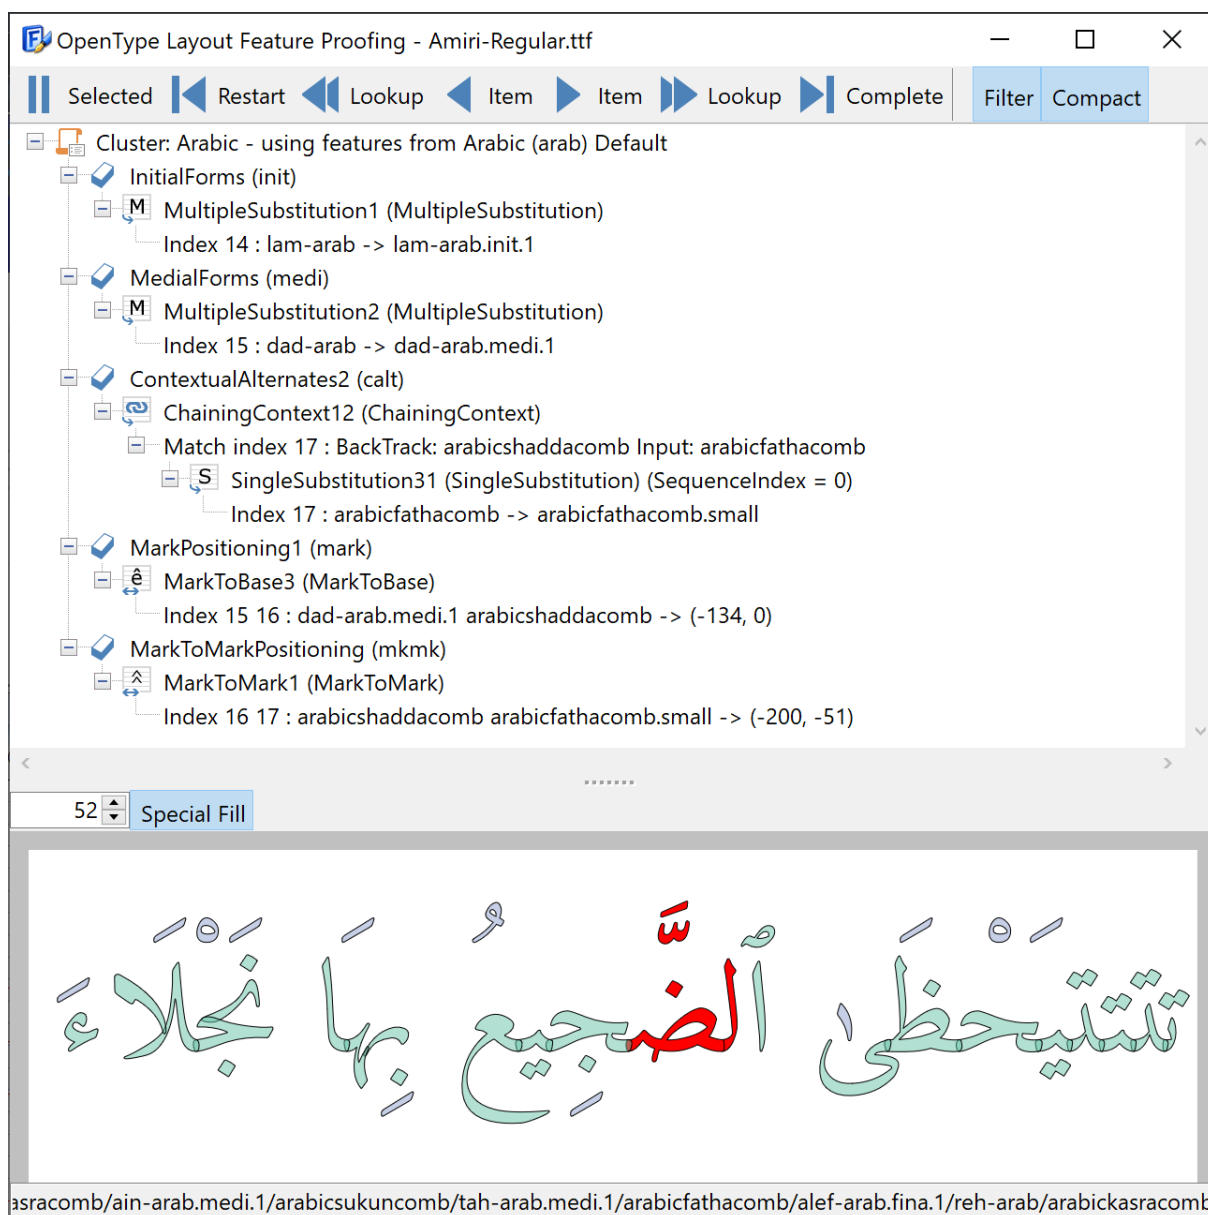 OpenType Layout Feature Proofing - Amiri-Regular.ttf
Selected Restart Lookup Item Item Lookup Complete Filter Compact
Cluster: Arabic - using features from Arabic (arab) Default
InitialForms (init)
M MultipleSubstitution1 (MultipleSubstitution)
Index 14 : lam-arab -> lam-arab.init.1
MedialForms (medi)
M MultipleSubstitution2 (MultipleSubstitution)
Index 15 : dad-arab -> dad-arab.medi.1
ContextualAlternates2 (calt)
ChainingContext12 (ChainingContext)
Match index 17 : BackTrack: arabicshaddacomb Input: arabicfathacomb
S SingleSubstitution31 (SingleSubstitution) (SequenceIndex = 0)
Index 17 : arabicfathacomb -> arabicfathacomb.small
MarkPositioning1 (mark)
ê MarkToBase3 (MarkToBase)
Index 15 16 : dad-arab.medi.1 arabicshaddacomb -> (-134, 0)
MarkToMarkPositioning (mkmk)
MarkToMark1 (MarkToMark)
Index 16 17 : arabicshaddacomb arabicfathacomb.small -> (-200, -51)
52 Special Fill
تتتيَحْظَىٰ ٱلضَّجِيعُ بِهَا نَجْلَاءَ
asracomb/ain-arab.medi.1/arabicsukuncomb/tah-arab.medi.1/arabicfathacomb/alef-arab.fina.1/reh-arab/arabickasracomb